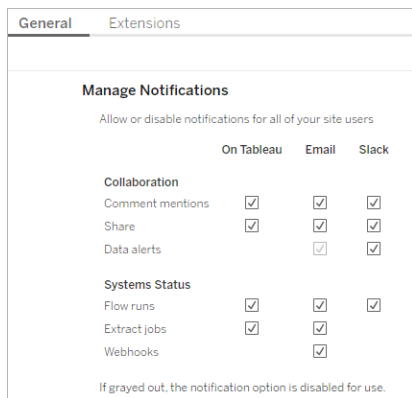 General Extensions
Manage Notifications
Allow or disable notifications for all of your site users
On Tableau Email Slack
Collaboration
Comment mentions
Share
Data alerts
Systems Status
Flow runs
Extract jobs
Webhooks
If grayed out, the notification option is disabled for use.